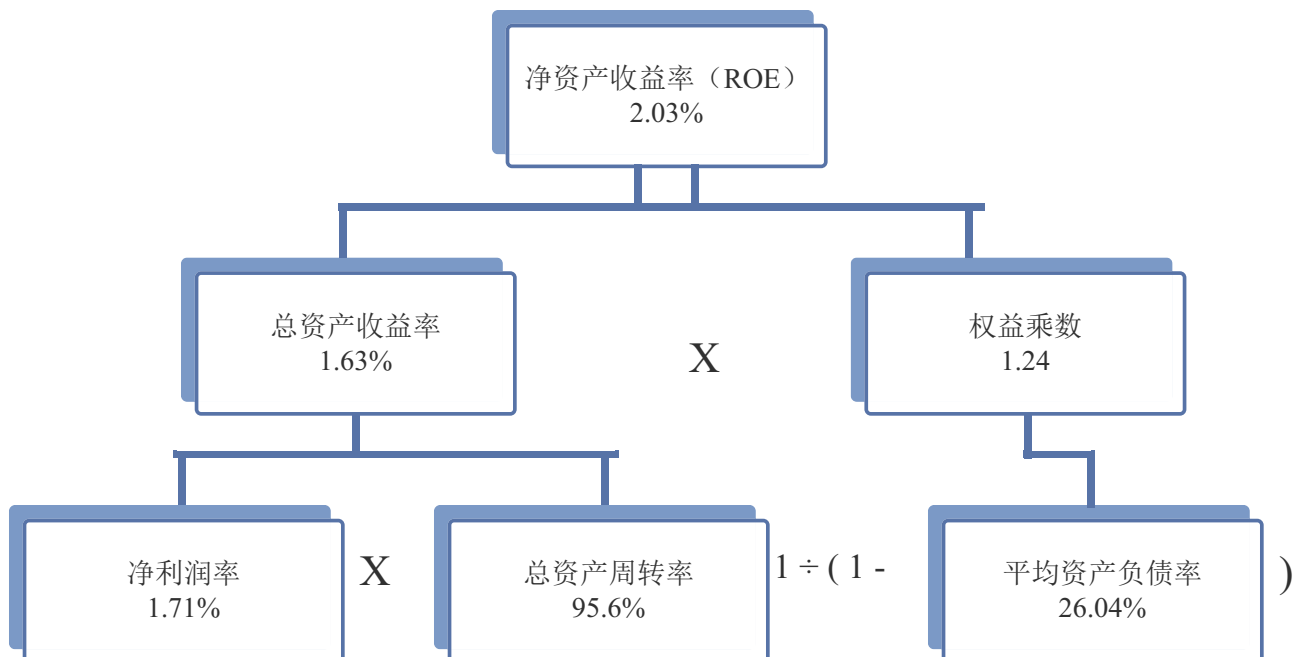 净资产收益率（ROE）
2.03%
总资产收益率
1.63%
X
权益乘数
1.24
净利润率
1.71%
X
总资产周转率
95.6%
1 ÷ ( 1 -
平均资产负债率
26.04%
)